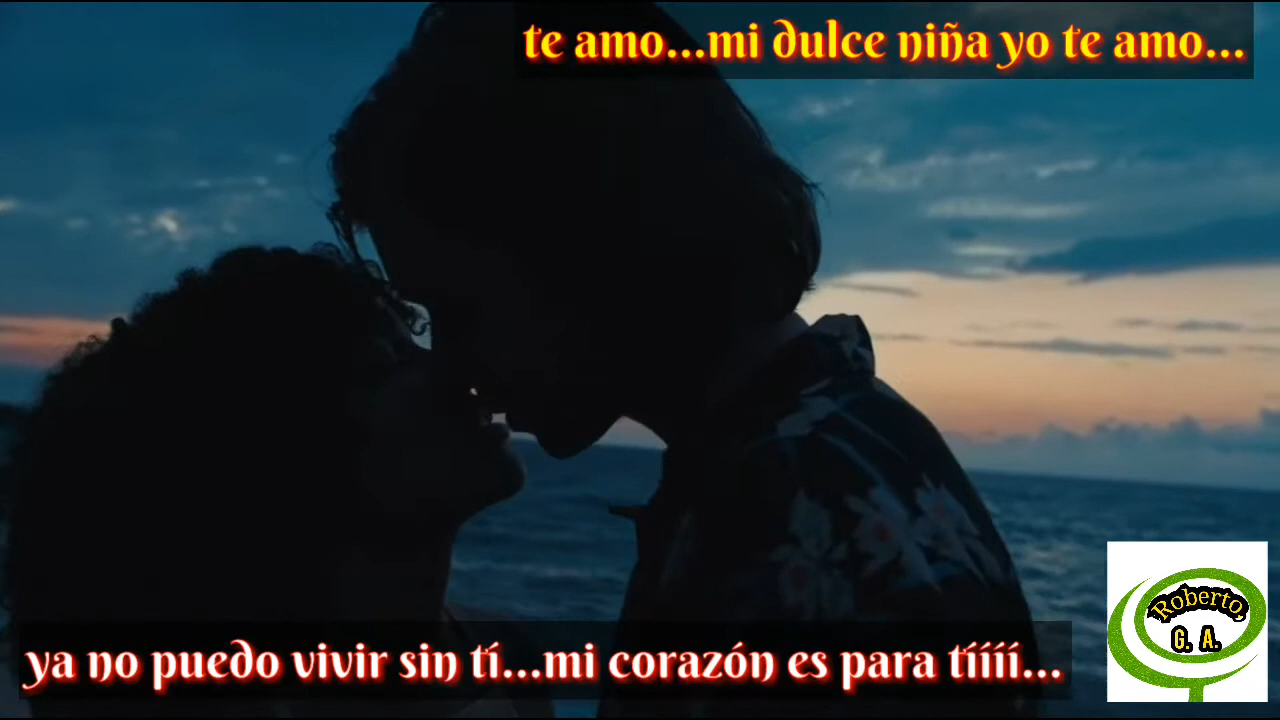 te amo...mi dulce niña yo te amo...
ya no puedo vivir sin tí...mi corazón es para tíííí...
Roberto,
G. A.